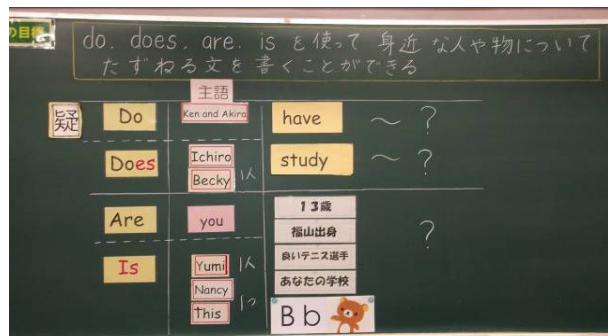 の目標
do. does. are. is を使って 身近な人や物について
たずねる文を書くことができる
主語
疑 Do Ken and Akira have ～ ?
Does Ichiro study ～ ?
Becky 1人
Are you 13歳
福山出身 ?
Is Yumi 1人 良いテニス選手
Nancy あなたの学校
This 1つ Bb